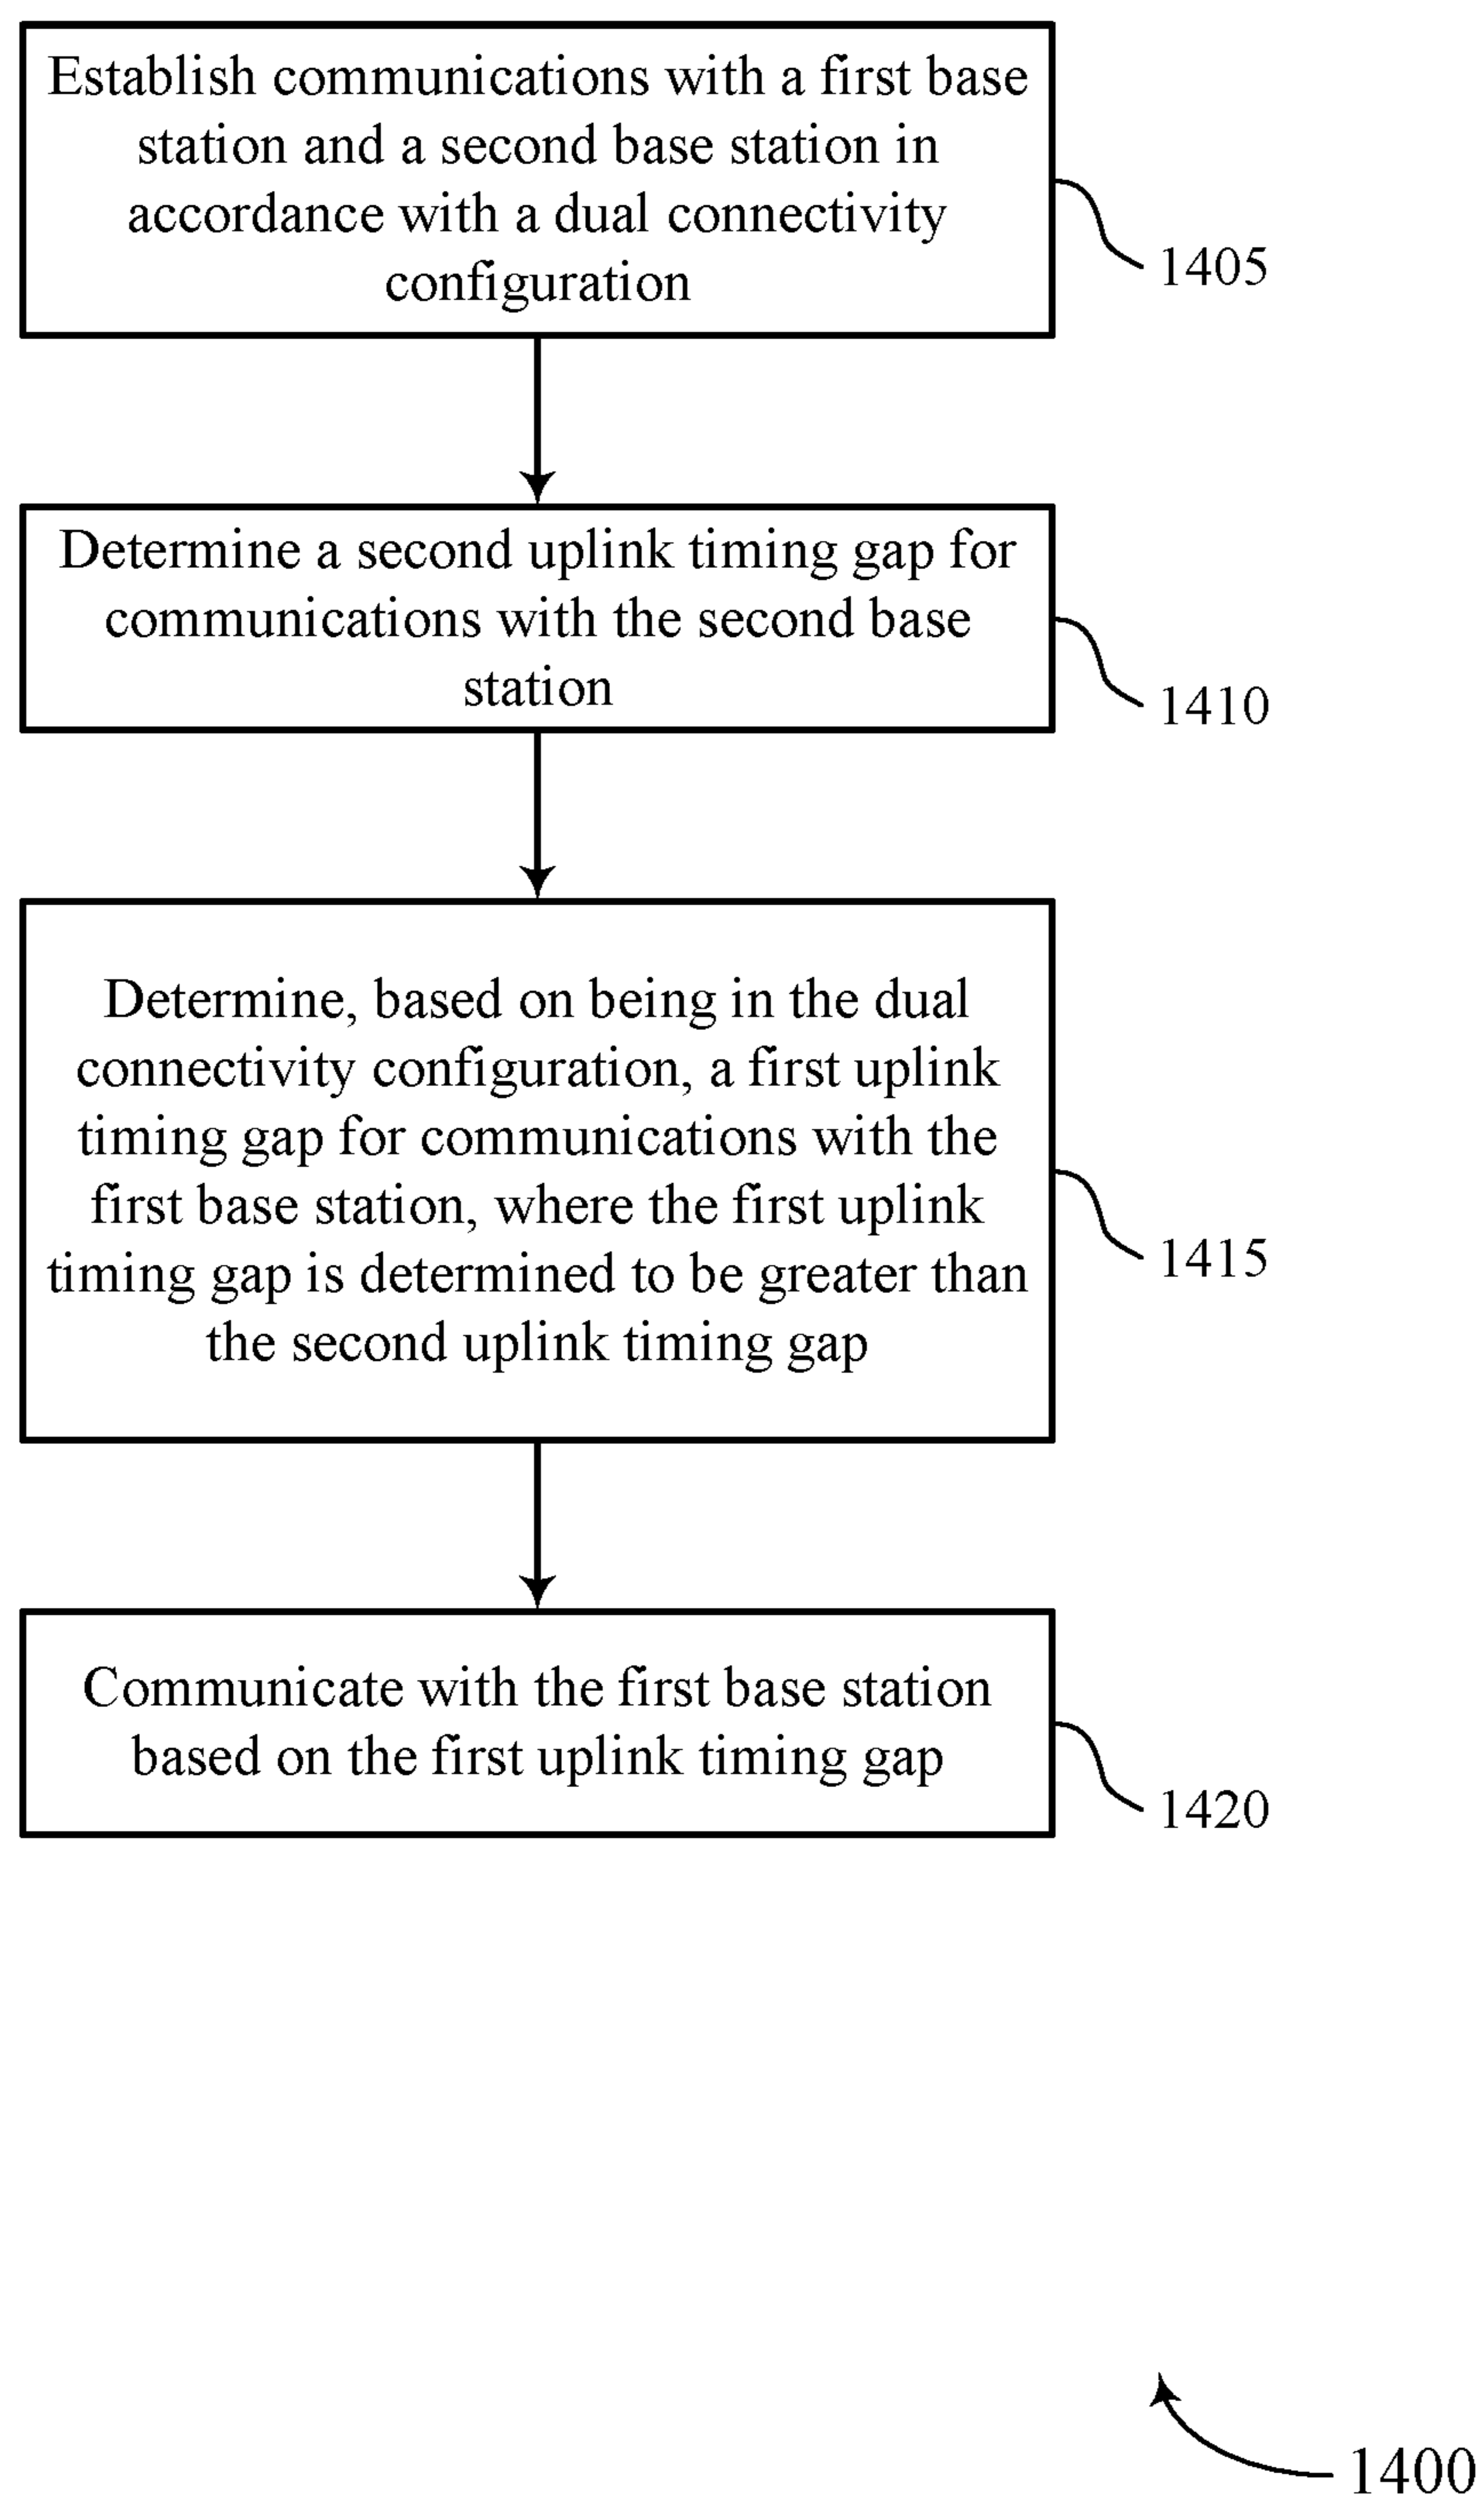 Establish communications with a first base
station and a second base station in
accordance with a dual connectivity
configuration
1405
Determine a second uplink timing gap for
communications with the second base
station
1410
Determine, based on being in the dual
connectivity configuration, a first uplink
timing gap for communications with the
first base station, where the first uplink
timing gap is determined to be greater than
the second uplink timing gap
1415
Communicate with the first base station
based on the first uplink timing gap
1420
1400